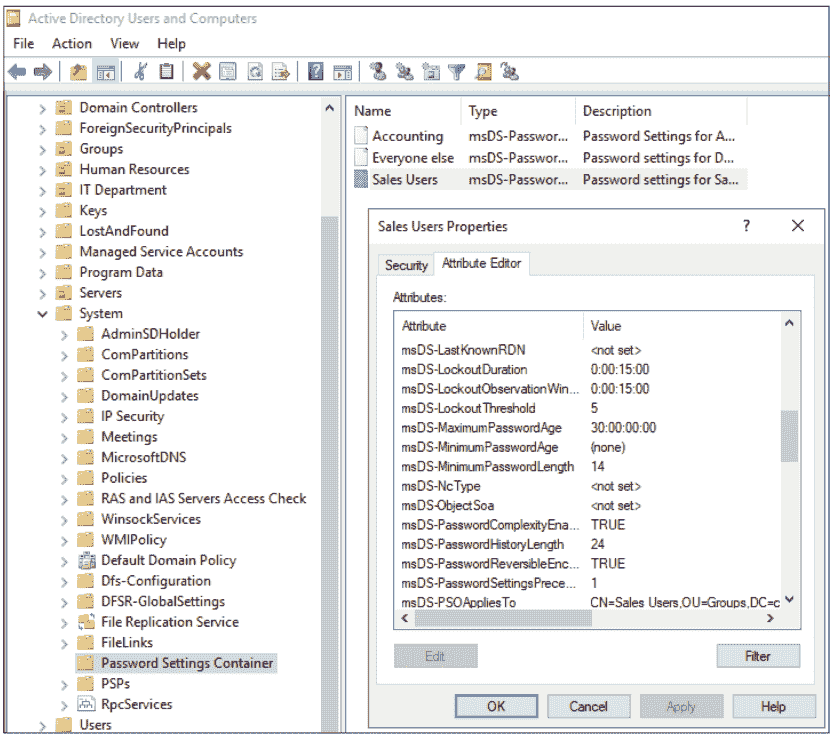 Active Directory Users and Computers
File Action View Help
Domain Controllers
ForeignSecurityPrincipals
Groups
Human Resources
IT Department
Keys
LostAndFound
Managed Service Accounts
Program Data
Servers
System
AdminSDHolder
ComPartitions
ComPartitionSets
DomainUpdates
IP Security
Meetings
MicrosoftDNS
Policies
RAS and IAS Servers Access Check
WinsockServices
WMIPolicy
Default Domain Policy
Dfs-Configuration
DFSR-GlobalSettings
File Replication Service
FileLinks
Password Settings Container
PSPs
RpcServices
Users
Name Type Description
Accounting msDS-Passwor... Password Settings for A...
Everyone else msDS-Passwor... Password settings for D...
Sales Users msDS-Passwor... Password settings for Sa...
Sales Users Properties ? X
Security Attribute Editor
Attributes:
Attribute Value
msDS-LastKnownRDN <not set>
msDS-LockoutDuration 0:00:15:00
msDS-LockoutObservationWin... 0:00:15:00
msDS-LockoutThreshold 5
msDS-MaximumPasswordAge 30:00:00:00
msDS-MinimumPasswordAge (none)
msDS-MinimumPasswordLength 14
msDS-NcType <not set>
msDS-ObjectSoa <not set>
msDS-PasswordComplexityEna... TRUE
msDS-PasswordHistoryLength 24
msDS-PasswordReversibleEnc... TRUE
msDS-PasswordSettingsPrece... 1
msDS-PSOAppliesTo CN=Sales Users,OU=Groups,DC=c
Edit Filter
OK Cancel Apply Help